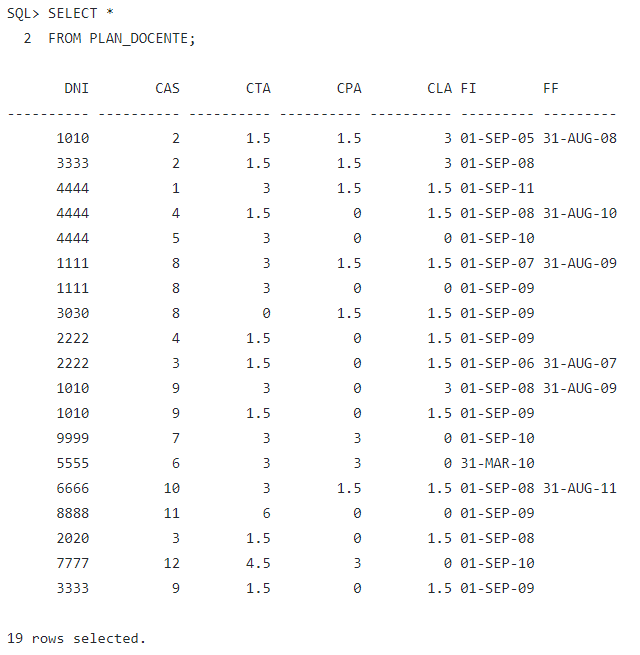 SQL> SELECT *
  2  FROM PLAN_DOCENTE;

       DNI        CAS        CTA        CPA        CLA FI        FF
---------- ---------- ---------- ---------- ---------- --------- ---------
      1010          2        1.5        1.5          3 01-SEP-05 31-AUG-08
      3333          2        1.5        1.5          3 01-SEP-08
      4444          1          3        1.5        1.5 01-SEP-11
      4444          4        1.5          0        1.5 01-SEP-08 31-AUG-10
      4444          5          3          0          0 01-SEP-10
      1111          8          3        1.5        1.5 01-SEP-07 31-AUG-09
      1111          8          3          0          0 01-SEP-09
      3030          8          0        1.5        1.5 01-SEP-09
      2222          4        1.5          0        1.5 01-SEP-09
      2222          3        1.5          0        1.5 01-SEP-06 31-AUG-07
      1010          9          3          0          3 01-SEP-08 31-AUG-09
      1010          9        1.5          0        1.5 01-SEP-09
      9999          7          3          3          0 01-SEP-10
      5555          6          3          3          0 31-MAR-10
      6666         10          3        1.5        1.5 01-SEP-08 31-AUG-11
      8888         11          6          0          0 01-SEP-09
      2020          3        1.5          0        1.5 01-SEP-08
      7777         12        4.5          3          0 01-SEP-10
      3333          9        1.5          0        1.5 01-SEP-09

19 rows selected.